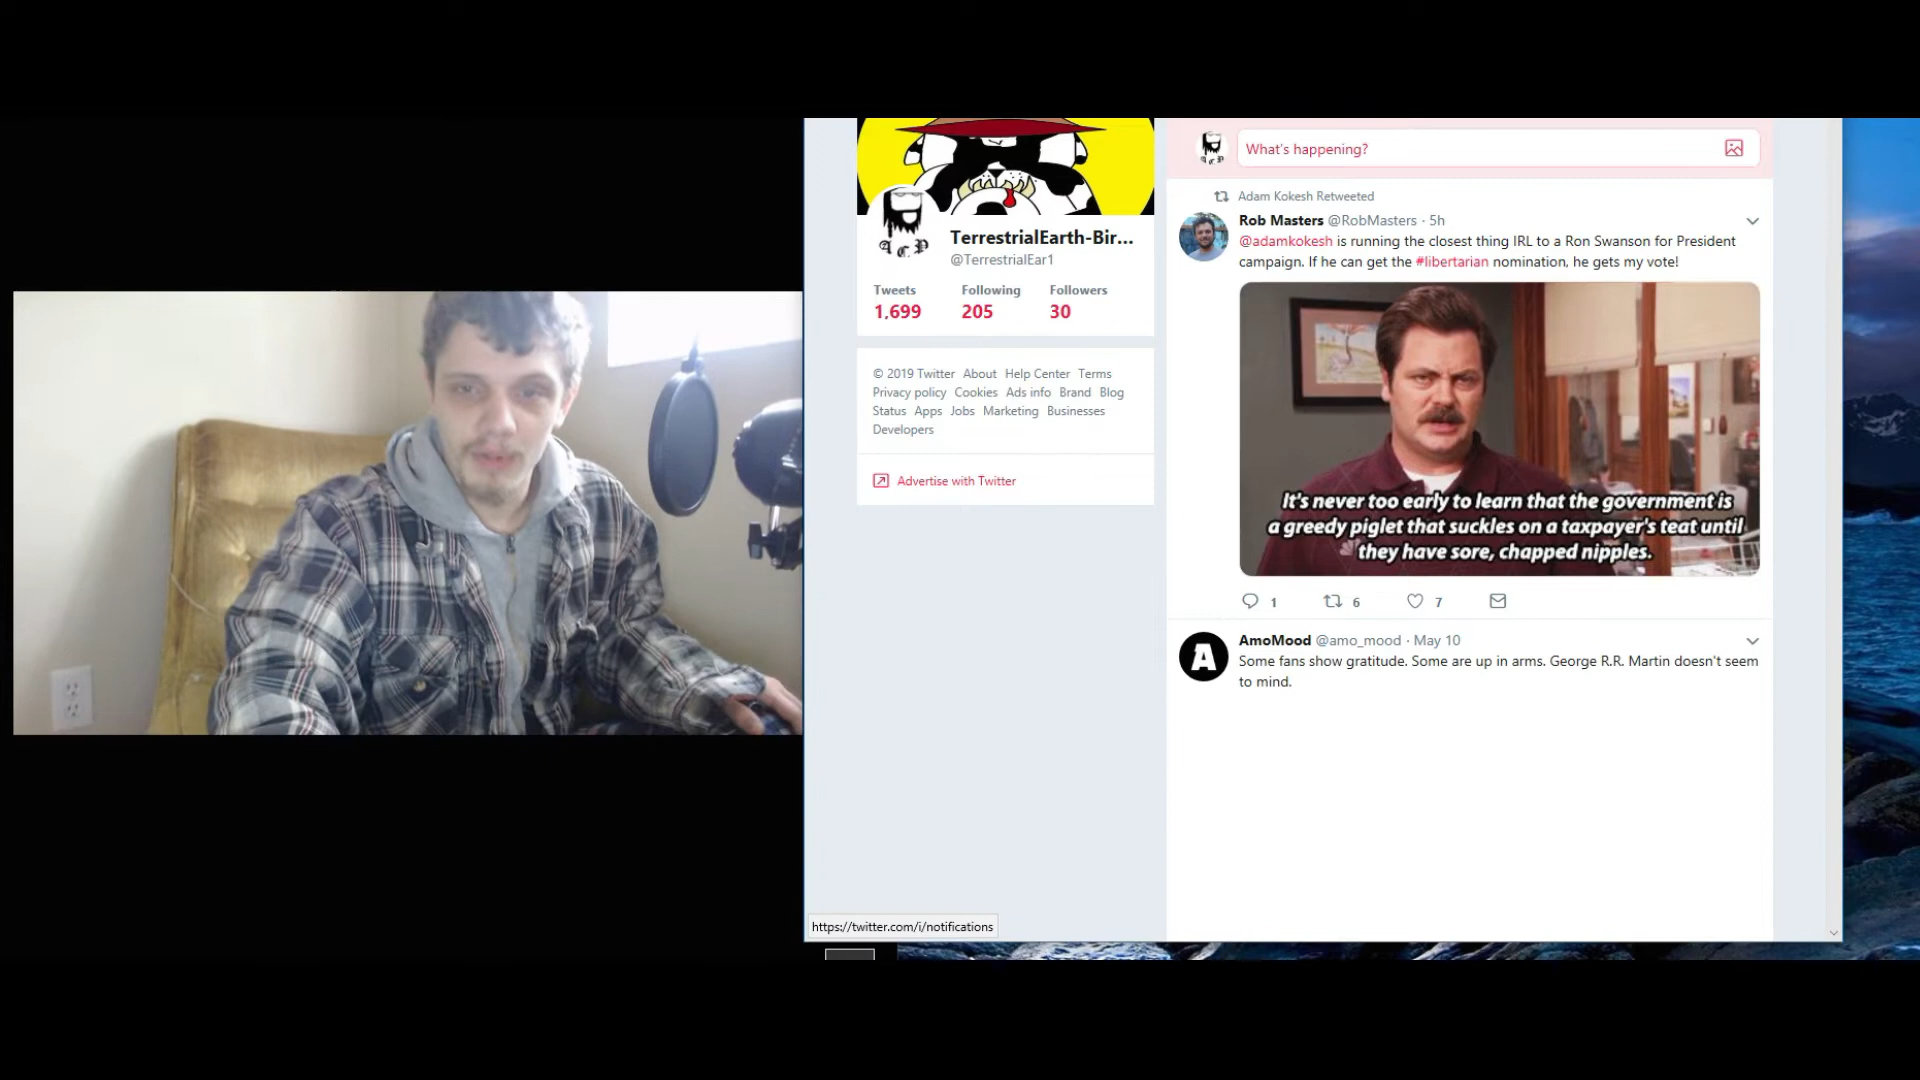 What's happening?
Adam Kokesh Retweeted
Rob Masters @RobMasters · 5h
@adamkokesh is running the closest thing IRL to a Ron Swanson for President
campaign. If he can get the #libertarian nomination, he gets my vote!
It's never too early to learn that the government is
a greedy piglet that suckles on a taxpayer's teat until
they have sore, chapped nipples.
1 6 7
AmoMood @amo_mood · May 10
Some fans show gratitude. Some are up in arms. George R.R. Martin doesn't seem
to mind.
A
A C P
TerrestrialEarth-Bir...
@TerrestrialEar1
Tweets Following Followers
1,699 205 30
© 2019 Twitter About Help Center Terms
Privacy policy Cookies Ads info Brand Blog
Status Apps Jobs Marketing Businesses
Developers
Advertise with Twitter
https://twitter.com/i/notifications